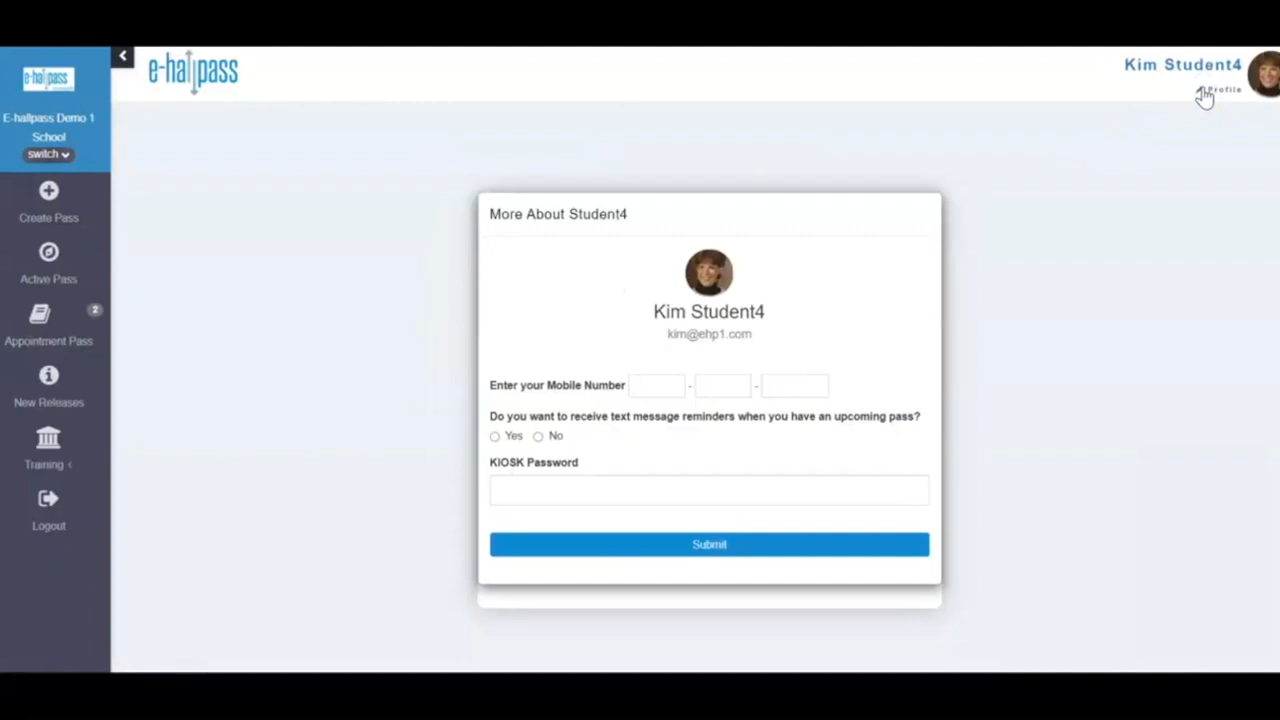 e-hallpass
E-hallpass Demo 1
School
switch
Create Pass
Active Pass
2
Appointment Pass
New Releases
Training
Logout
e-hallpass
Kim Student4
Profile
More About Student4
Kim Student4
kim@ehp1.com
Enter your Mobile Number - -
Do you want to receive text message reminders when you have an upcoming pass?
Yes No
KIOSK Password
Submit